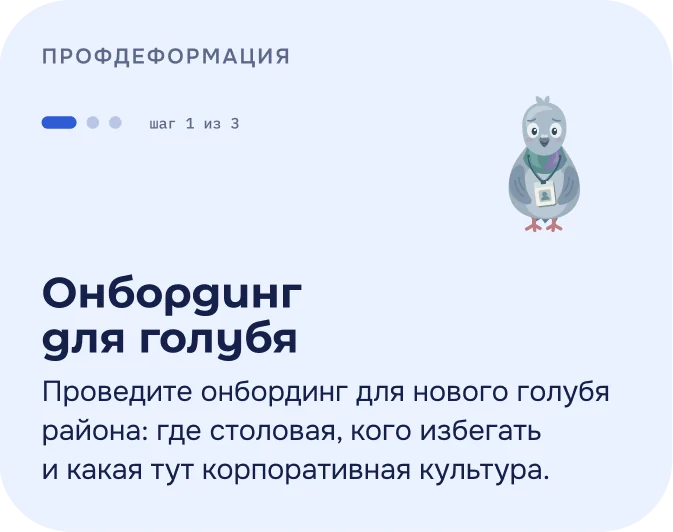 ПРОФДЕФОРМАЦИЯ
шаг 1 из 3
Онбординг
для голубя
Проведите онбординг для нового голубя
района: где столовая, кого избегать
и какая тут корпоративная культура.